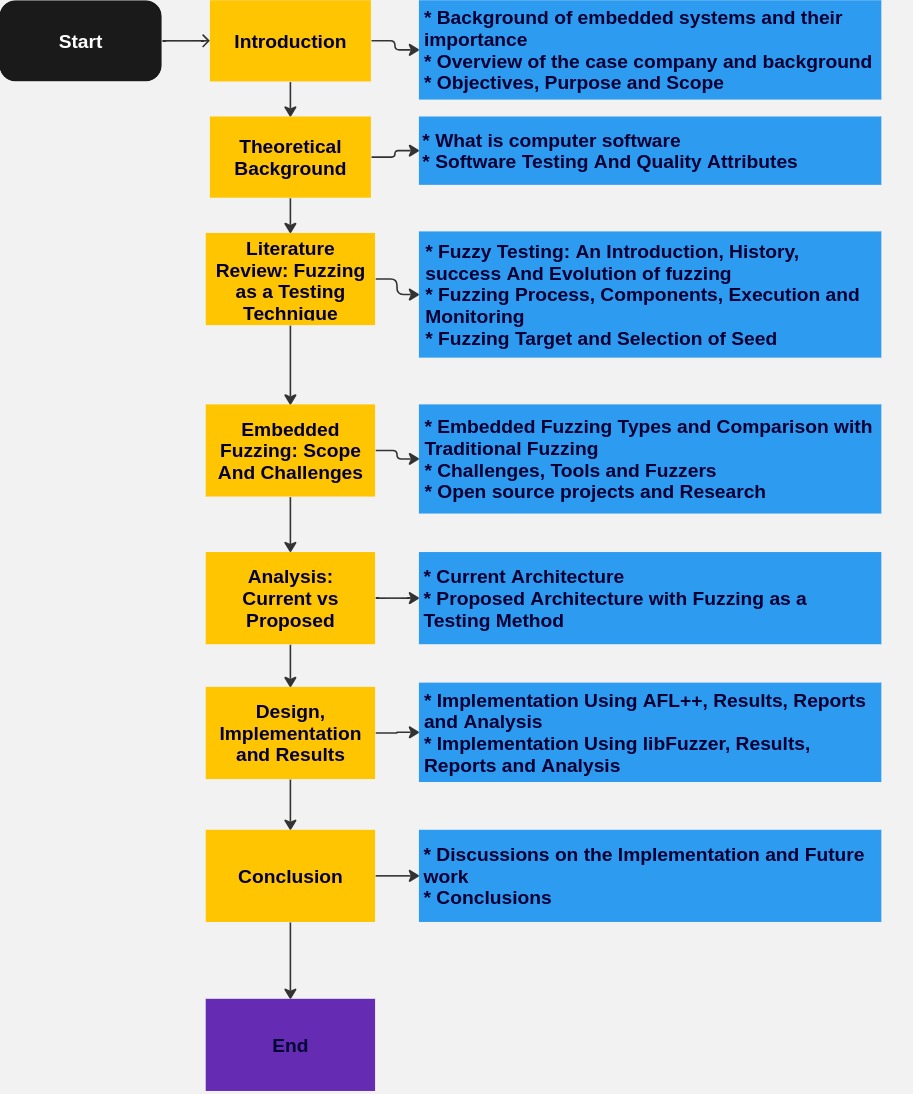 Start
Introduction
* Background of embedded systems and their
importance
* Overview of the case company and background
* Objectives, Purpose and Scope
Theoretical
Background
* What is computer software
* Software Testing And Quality Attributes
Literature
Review: Fuzzing
as a Testing
Technique
* Fuzzy Testing: An Introduction, History,
success And Evolution of fuzzing
* Fuzzing Process, Components, Execution and
Monitoring
* Fuzzing Target and Selection of Seed
Embedded
Fuzzing: Scope
And Challenges
* Embedded Fuzzing Types and Comparison with
Traditional Fuzzing
* Challenges, Tools and Fuzzers
* Open source projects and Research
Analysis:
Current vs
Proposed
* Current Architecture
* Proposed Architecture with Fuzzing as a
Testing Method
Design,
Implementation
and Results
* Implementation Using AFL++, Results, Reports
and Analysis
* Implementation Using libFuzzer, Results,
Reports and Analysis
Conclusion
* Discussions on the Implementation and Future
work
* Conclusions
End